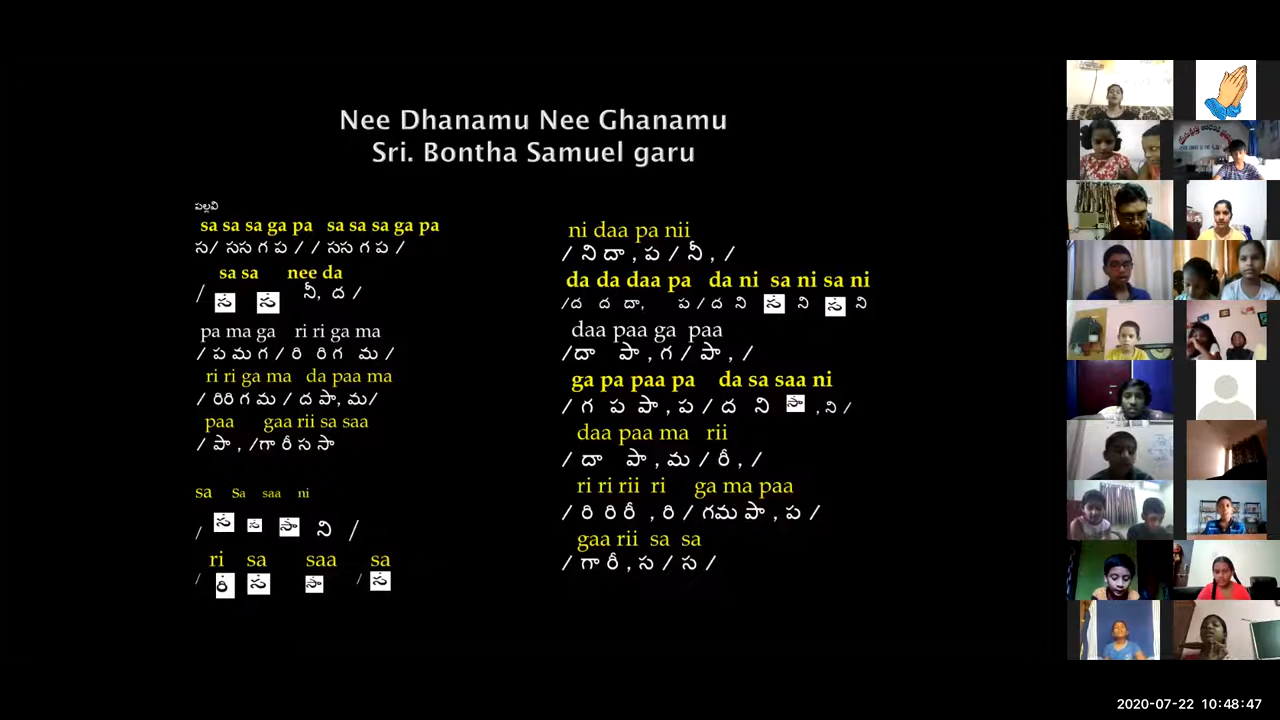 Nee Dhanamu Nee Ghanamu
Sri. Bontha Samuel garu
పల్లవి
sa sa sa ga pa sa sa sa ga pa
స/ సస గ ప / / సస గ ప /
sa sa nee da
/ సం సం నీ, ద /
pa ma ga ri ri ga ma
/ ప మ గ / రి రి గ మ /
ri ri ga ma da paa ma
/ రిరి గ మ / ద పా, మ/
paa gaa rii sa saa
/ పా , /గా రీ స సా
sa sa saa ni
/ సం సం సాం ని /
ri sa saa sa
/ రిం సం సాం / సం
ni daa pa nii
/ ని దా , ప / నీ , /
da da daa pa da ni sa ni sa ni
/ద ద దా, ప / ద ని సం ని సం ని
daa paa ga paa
/దా పా , గ / పా , /
ga pa paa pa da sa saa ni
/ గ ప పా , ప / ద ని సాం , ని /
daa paa ma rii
/ దా పా , మ / రీ , /
ri ri rii ri ga ma paa
/ రి రి రీ , రి / గమ పా , ప /
gaa rii sa sa
/ గా రీ , స / స /
2020-07-22 10:48:47